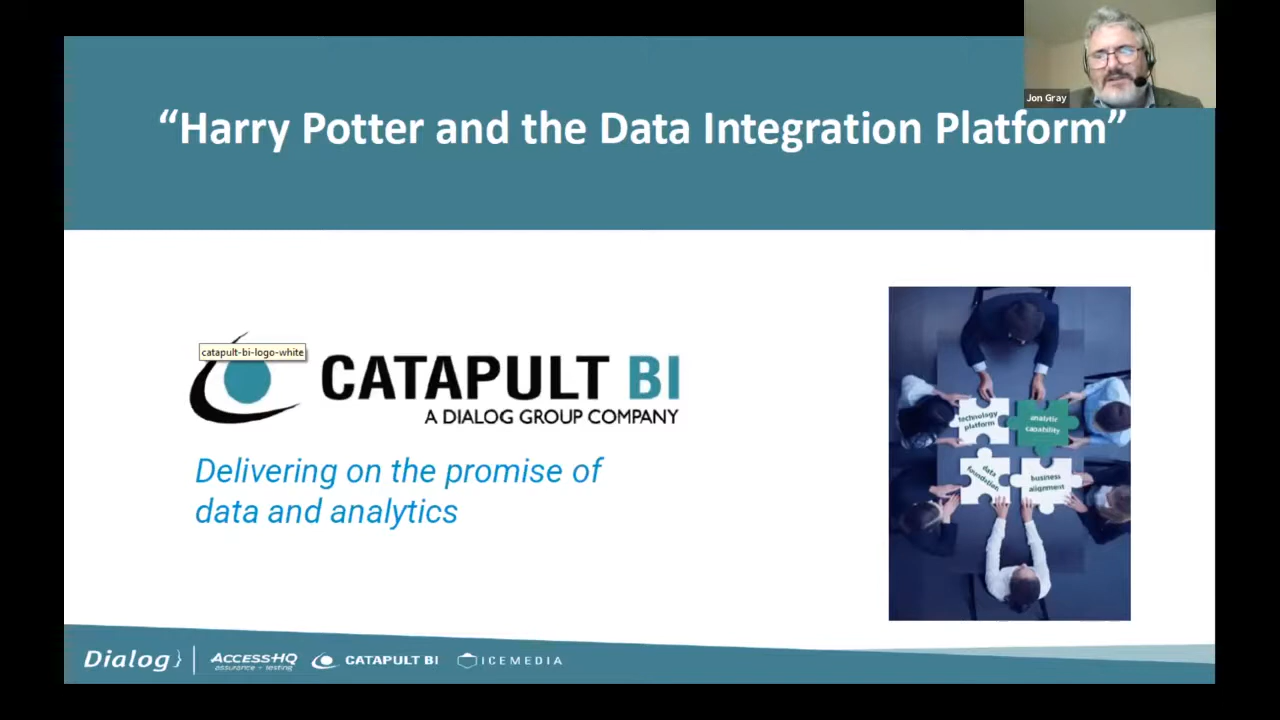 Jon Gray
“Harry Potter and the Data Integration Platform”
catapult-bi-logo-white
CATAPULT BI
A DIALOG GROUP COMPANY
Delivering on the promise of
data and analytics
technology
platform
analytic
capability
data
foundation
business
alignment
Dialog}
ACCESSHQ
assurance + testing
CATAPULT BI
ICEMEDIA